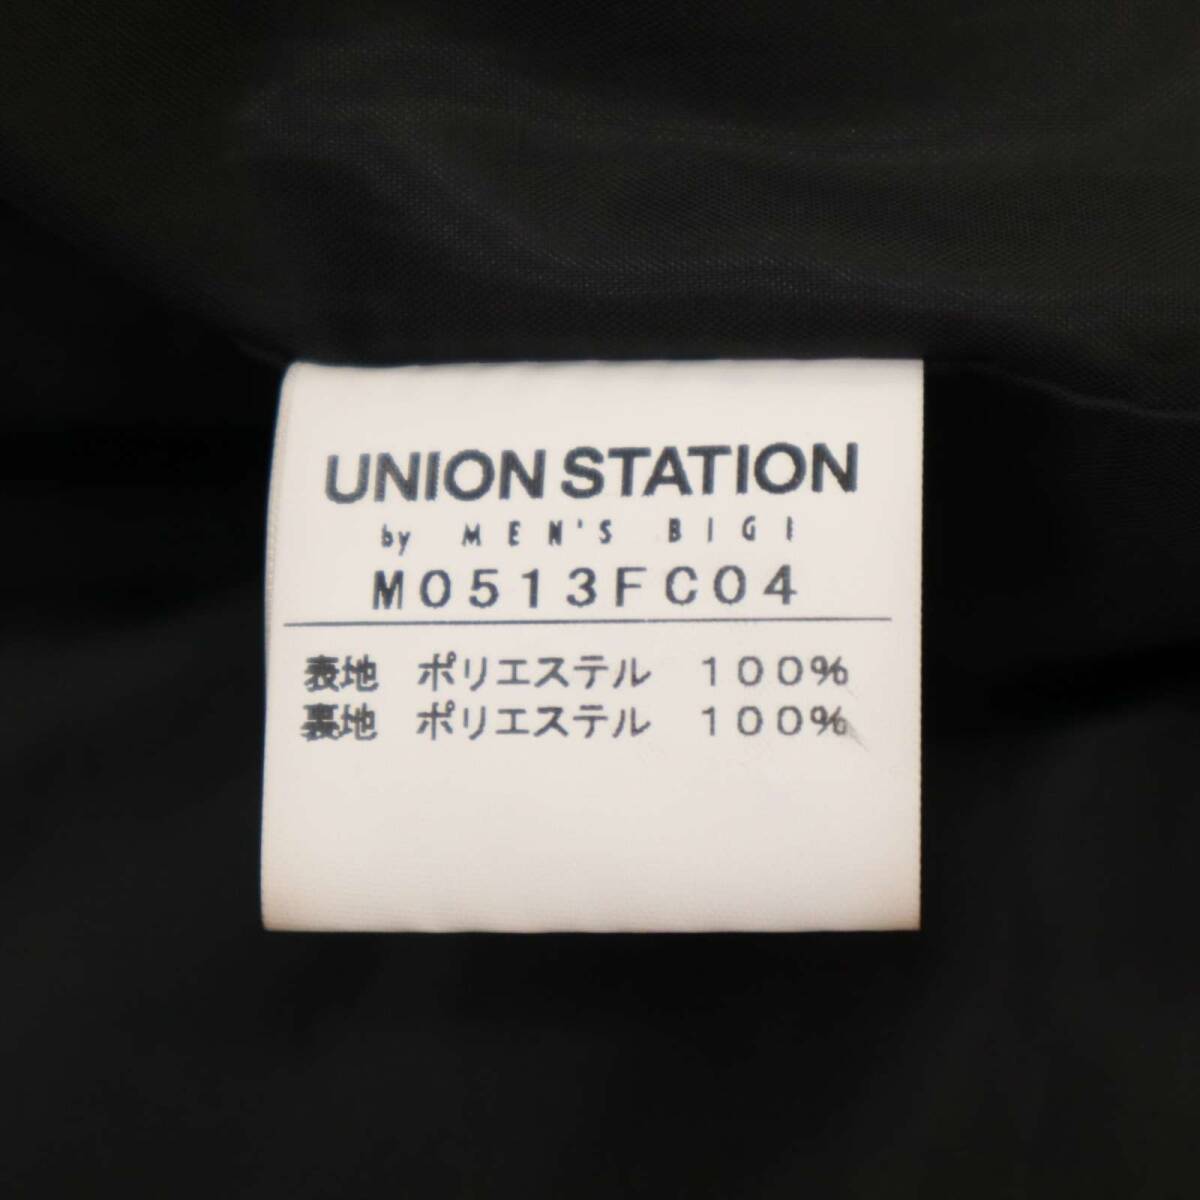 UNION STATION
by MEN'S BIGI
M0513FC04
表地 ポリエステル 100%
裏地 ポリエステル 100%